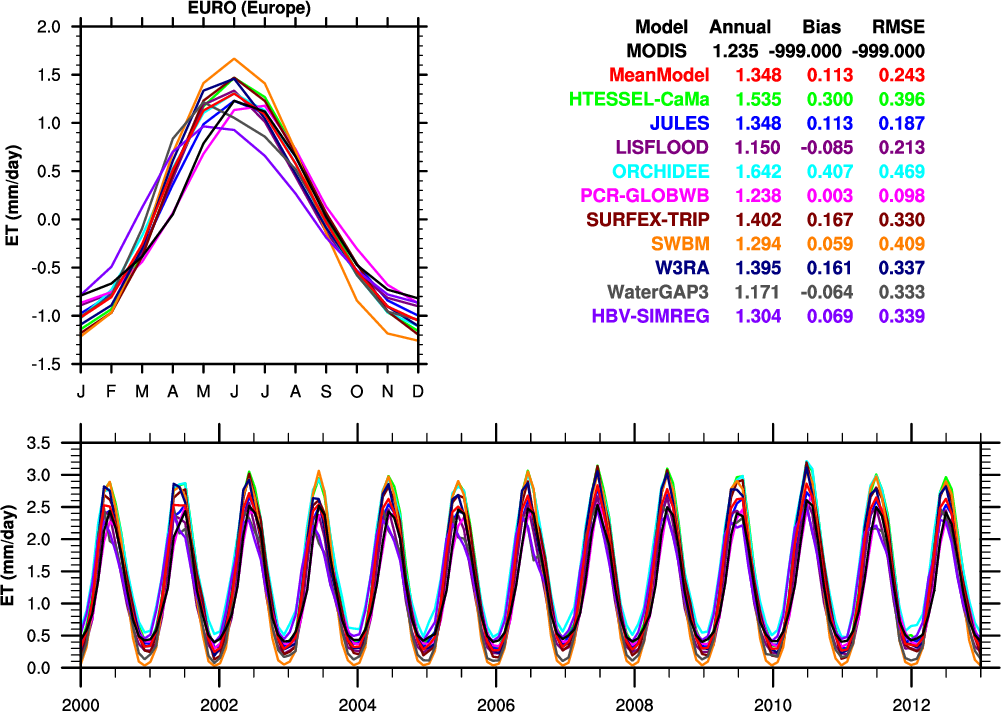 EURO (Europe)
2.0
1.5
1.0
0.5
0.0
-0.5
-1.0
-1.5
ET (mm/day)
J F M A M J J A S O N D
Model Annual Bias RMSE
MODIS 1.235 -999.000 -999.000
MeanModel 1.348 0.113 0.243
HTESSEL-CaMa 1.535 0.300 0.396
JULES 1.348 0.113 0.187
LISFLOOD 1.150 -0.085 0.213
ORCHIDEE 1.642 0.407 0.469
PCR-GLOBWB 1.238 0.003 0.098
SURFEX-TRIP 1.402 0.167 0.330
SWBM 1.294 0.059 0.409
W3RA 1.395 0.161 0.337
WaterGAP3 1.171 -0.064 0.333
HBV-SIMREG 1.304 0.069 0.339
3.5
3.0
2.5
2.0
1.5
1.0
0.5
0.0
ET (mm/day)
2000 2002 2004 2006 2008 2010 2012